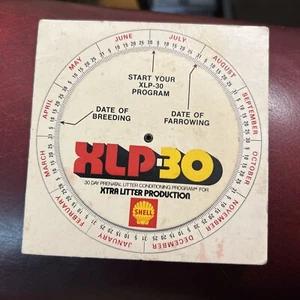 JUNE
JULY
MAY
AUGUST
START YOUR
XLP-30
PROGRAM
APRIL
SEPTEMBER
DATE OF
BREEDING
DATE OF
FARROWING
MARCH
OCTOBER
XLP-30
30 DAY PRENATAL LITTER CONDITIONING PROGRAM* FOR
XTRA LITTER PRODUCTION
SHELL
FEBRUARY
NOVEMBER
JANUARY
DECEMBER